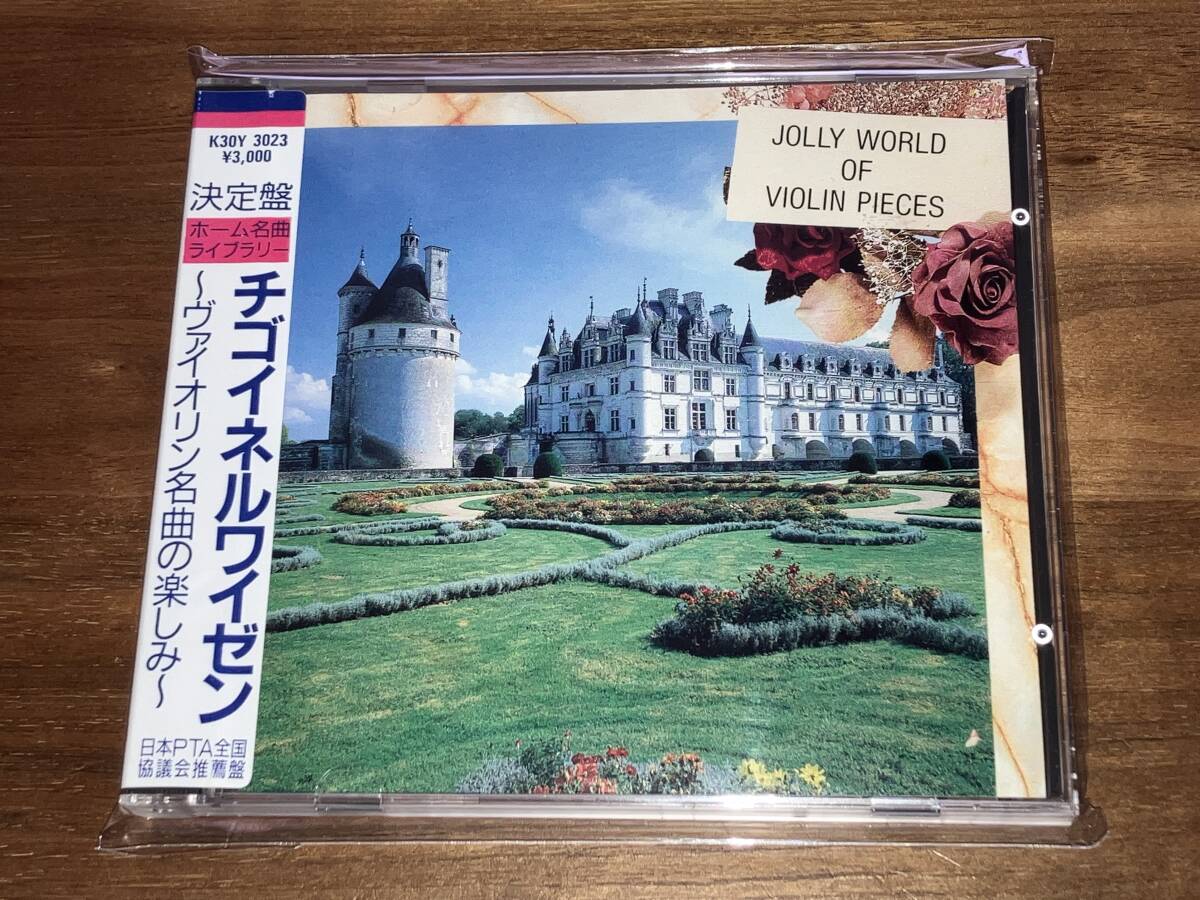 K30Y 3023
¥3,000
決定盤
ホーム名曲
ライブラリー
チゴイネルワイゼン
～ヴァイオリン名曲の楽しみ～
日本PTA全国
協議会推薦盤
JOLLY WORLD
OF
VIOLIN PIECES